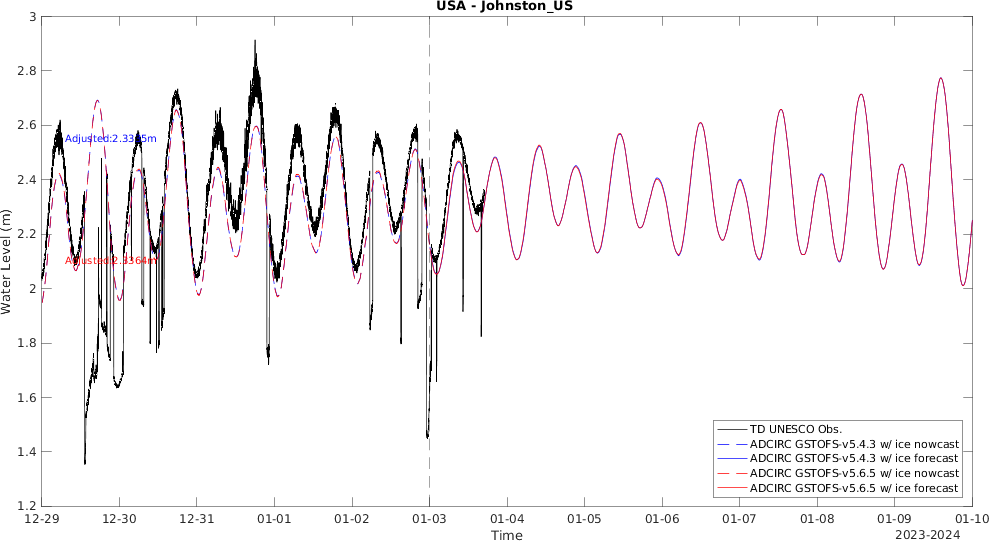 USA - Johnston_US
3
2.8
2.6
2.4
2.2
2
1.8
1.6
1.4
1.2
Water Level (m)
Adjusted:2.3365m
Adjusted:2.3364m
TD UNESCO Obs.
ADCIRC GSTOFS-v5.4.3 w/ ice nowcast
ADCIRC GSTOFS-v5.4.3 w/ ice forecast
ADCIRC GSTOFS-v5.6.5 w/ ice nowcast
ADCIRC GSTOFS-v5.6.5 w/ ice forecast
12-29 12-30 12-31 01-01 01-02 01-03 01-04 01-05 01-06 01-07 01-08 01-09 01-10
Time
2023-2024